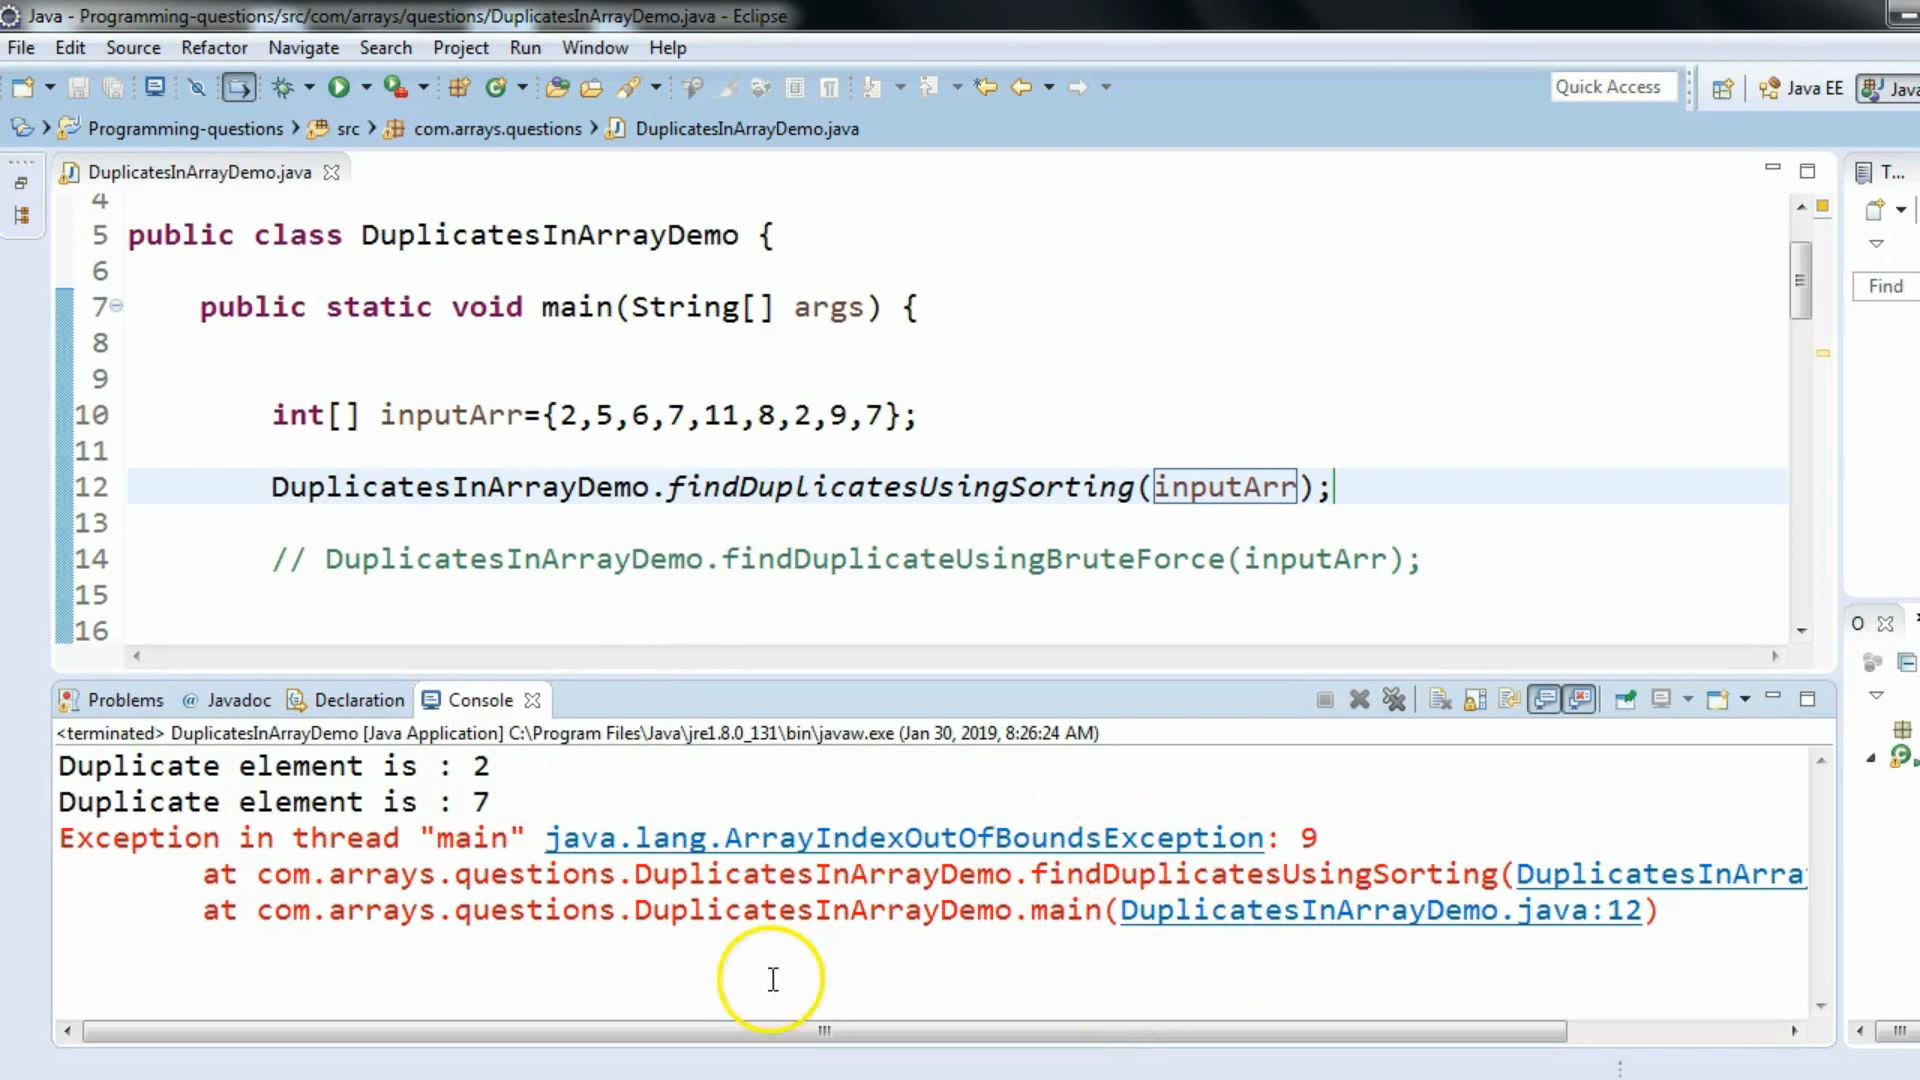 Java - Programming-questions/src/com/arrays/questions/DuplicatesInArrayDemo.java - Eclipse
File Edit Source Refactor Navigate Search Project Run Window Help
Quick Access Java EE Java
Programming-questions src com.arrays.questions DuplicatesInArrayDemo.java
DuplicatesInArrayDemo.java T...
4
5 public class DuplicatesInArrayDemo {
6
Find
7 public static void main(String[] args) {
8
9
10 int[] inputArr={2,5,6,7,11,8,2,9,7};
11
12 DuplicatesInArrayDemo.findDuplicatesUsingSorting(inputArr);
13
14 // DuplicatesInArrayDemo.findDuplicateUsingBruteForce(inputArr);
15
16
O
Problems @ Javadoc Declaration Console
<terminated> DuplicatesInArrayDemo [Java Application] C:\Program Files\Java\jre1.8.0_131\bin\javaw.exe (Jan 30, 2019, 8:26:24 AM)
Duplicate element is : 2
Duplicate element is : 7
Exception in thread "main" java.lang.ArrayIndexOutOfBoundsException: 9
at com.arrays.questions.DuplicatesInArrayDemo.findDuplicatesUsingSorting(DuplicatesInArra
at com.arrays.questions.DuplicatesInArrayDemo.main(DuplicatesInArrayDemo.java:12)